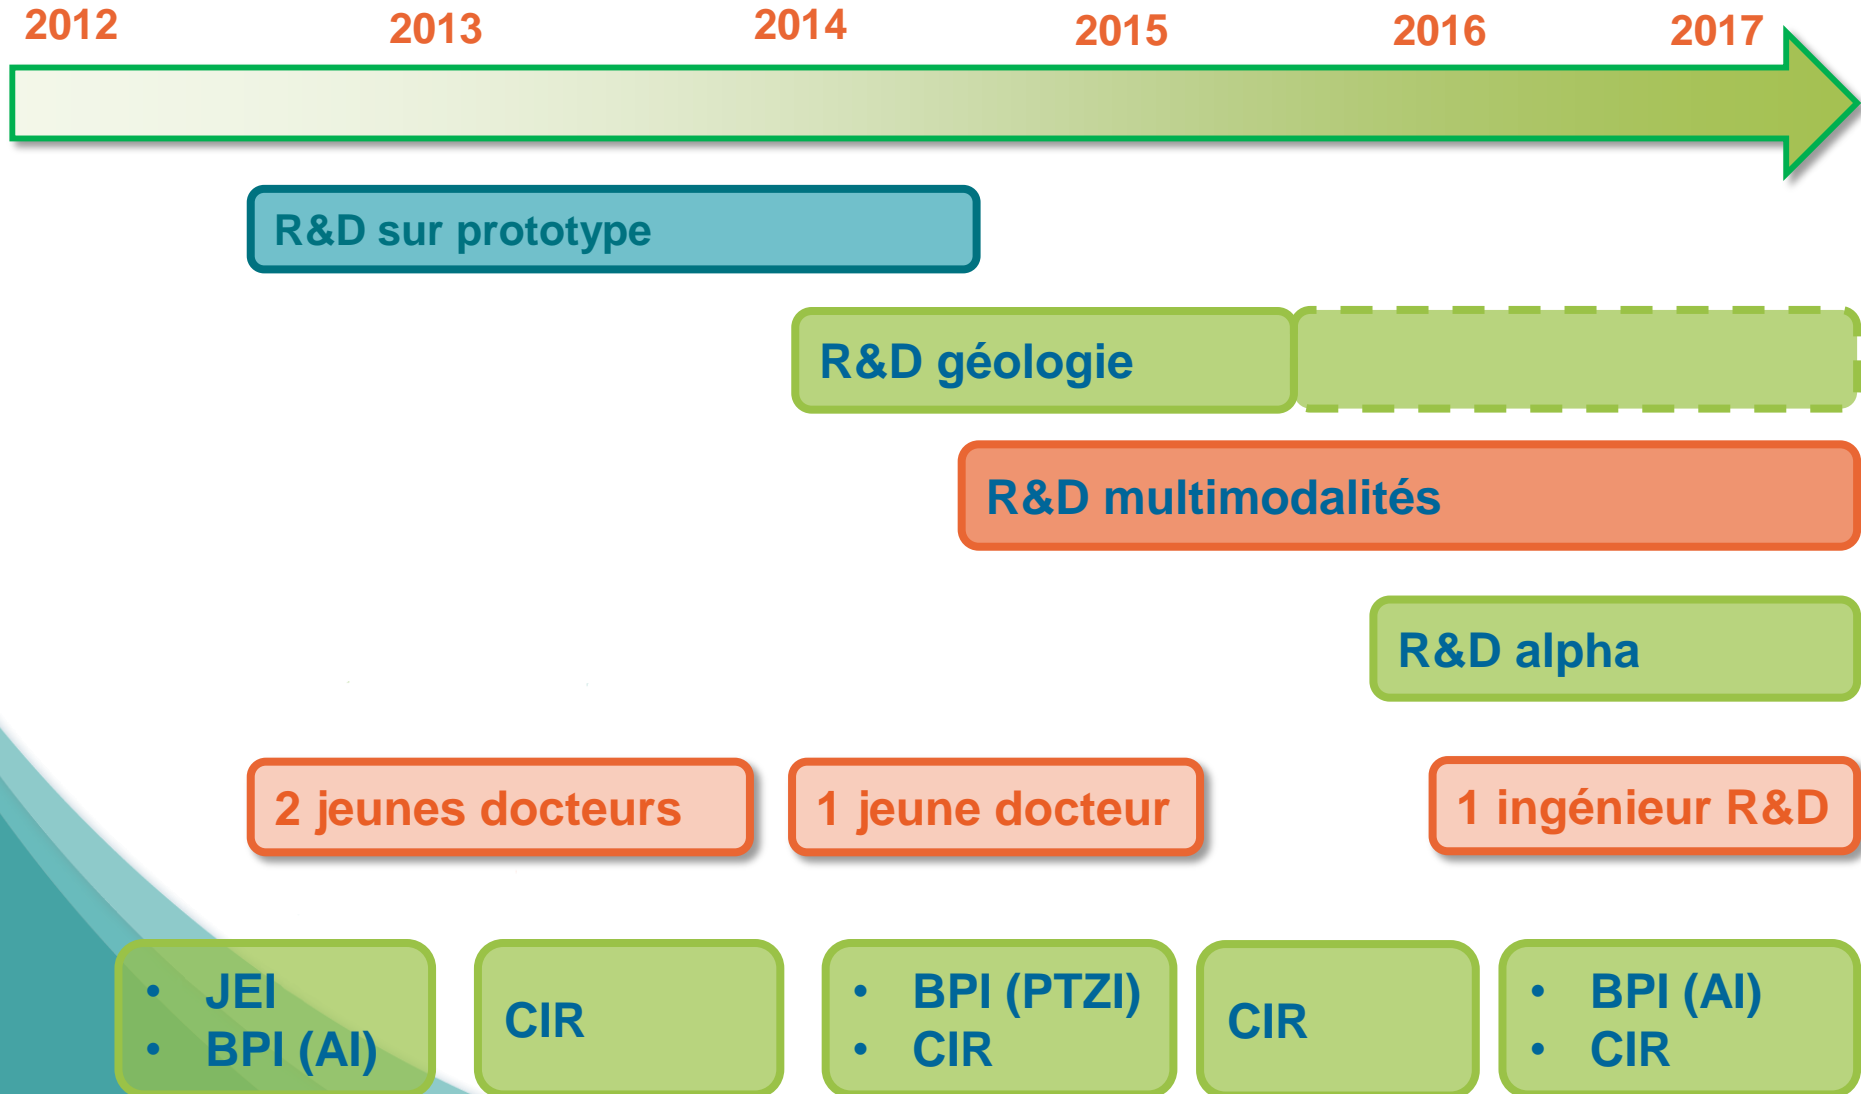 2012 2013 2014 2015 2016 2017
R&D sur prototype
R&D géologie
R&D multimodalités
R&D alpha
2 jeunes docteurs
1 jeune docteur
1 ingénieur R&D
• JEI
• BPI (AI)
CIR
• BPI (PTZI)
• CIR
CIR
• BPI (AI)
• CIR